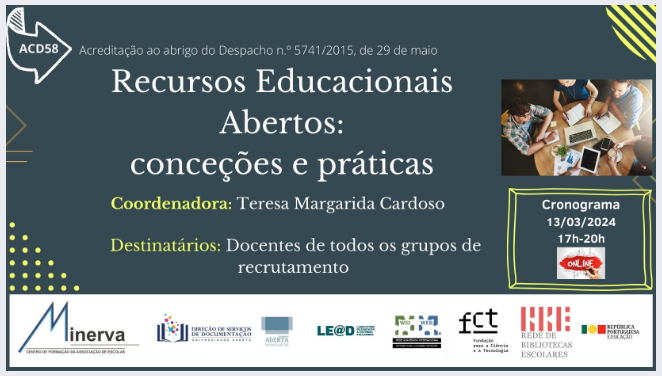 ACD58
Acreditação ao abrigo do Despacho n.º 5741/2015, de 29 de maio
Recursos Educacionais
Abertos:
conceções e práticas
Coordenadora: Teresa Margarida Cardoso
Destinatários: Docentes de todos os grupos de
recrutamento
Cronograma
13/03/2024
17h-20h
ONLINE
Minerva
CENTRO DE FORMAÇÃO DA ASSOCIAÇÃO DE ESCOLAS
DIREÇÃO DE SERVIÇOS
DE DOCUMENTAÇÃO
UNIVERSIDADE ABERTA
ABERTA
LE@D
WEI
WER
fct
Fundação
para a Ciência
e a Tecnologia
RBE
REDE DE
BIBLIOTECAS
ESCOLARES
REPÚBLICA
PORTUGUESA
EDUCAÇÃO